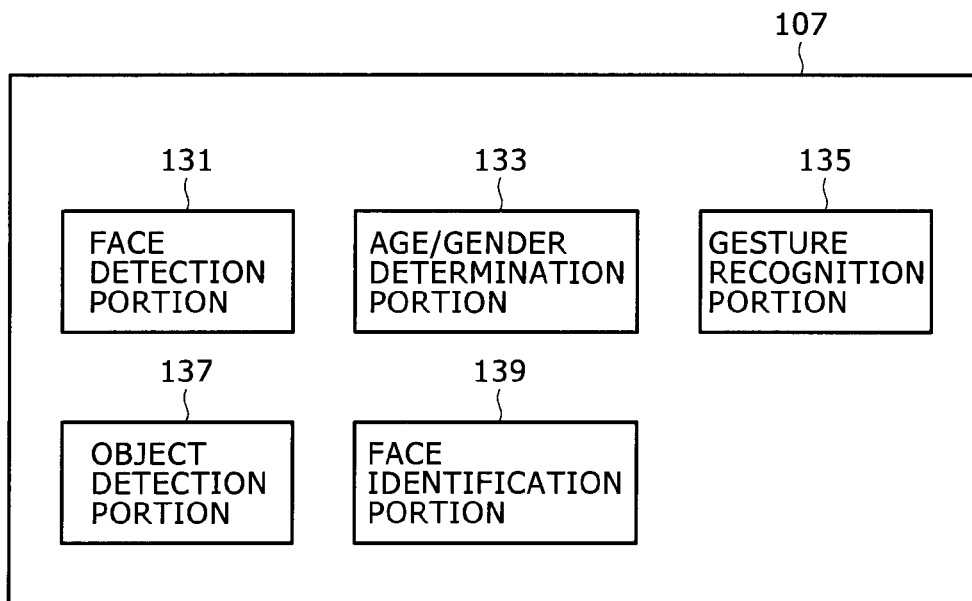 107
131
133
135
FACE
DETECTION
PORTION
AGE/GENDER
DETERMINATION
PORTION
GESTURE
RECOGNITION
PORTION
137
139
OBJECT
DETECTION
PORTION
FACE
IDENTIFICATION
PORTION